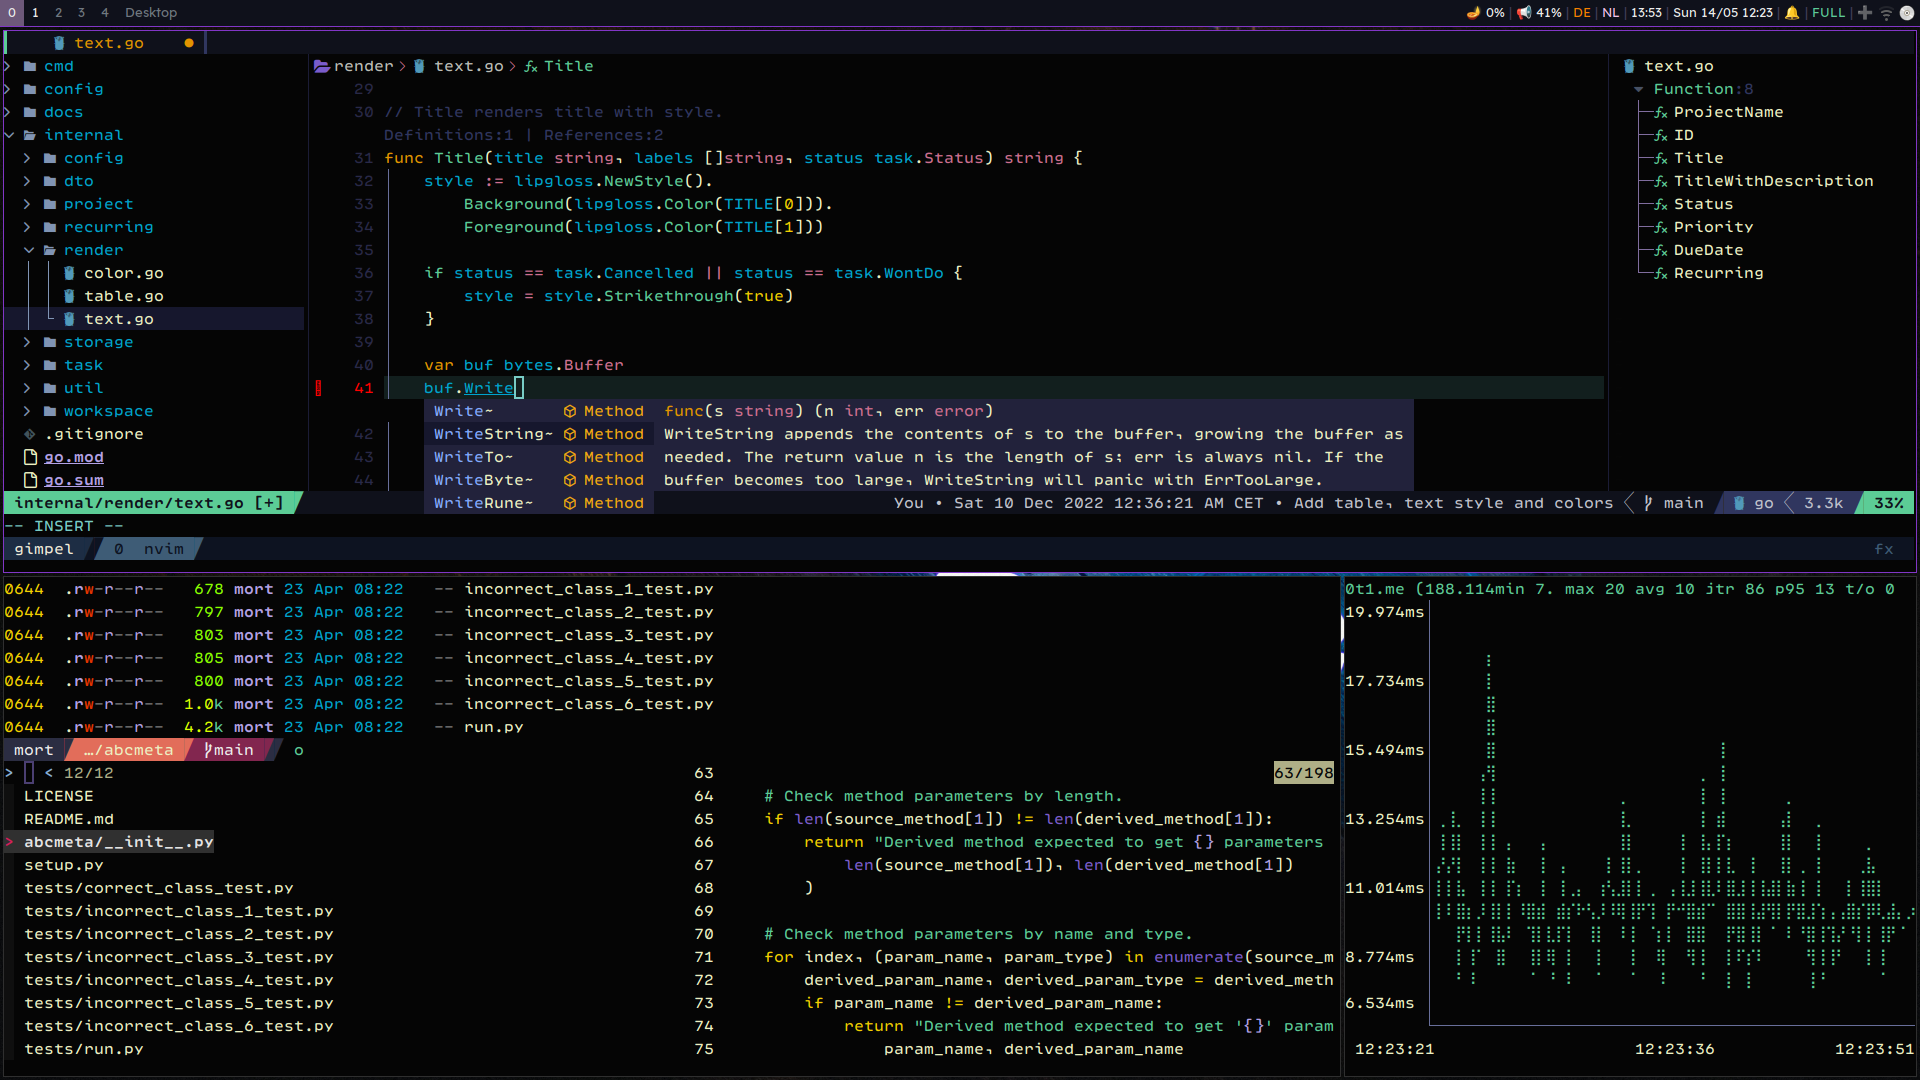 0 1 2 3 4 Desktop
0% 41% DE NL 13:53 Sun 14/05 12:23 FULL
text.go
cmd
config
docs
internal
config
dto
project
recurring
render
color.go
table.go
text.go
storage
task
util
workspace
.gitignore
go.mod
go.sum
render > text.go > fx Title
29
30 // Title renders title with style.
Definitions:1 | References:2
31 func Title(title string, labels []string, status task.Status) string {
32 style := lipgloss.NewStyle().
33 Background(lipgloss.Color(TITLE[0])).
34 Foreground(lipgloss.Color(TITLE[1]))
35
36 if status == task.Cancelled || status == task.WontDo {
37 style = style.Strikethrough(true)
38 }
39
40 var buf bytes.Buffer
41 buf.Write
42
43
44
Write~ Method
WriteString~ Method
WriteTo~ Method
WriteByte~ Method
WriteRune~ Method
func(s string) (n int, err error)
WriteString appends the contents of s to the buffer, growing the buffer as
needed. The return value n is the length of s; err is always nil. If the
buffer becomes too large, WriteString will panic with ErrTooLarge.
text.go
Function:8
fx ProjectName
fx ID
fx Title
fx TitleWithDescription
fx Status
fx Priority
fx DueDate
fx Recurring
internal/render/text.go [+] You • Sat 10 Dec 2022 12:36:21 AM CET • Add table, text style and colors main go 3.3k 33%
-- INSERT --
gimpel 0 nvim fx
0644 .rw-r--r-- 678 mort 23 Apr 08:22 -- incorrect_class_1_test.py
0644 .rw-r--r-- 797 mort 23 Apr 08:22 -- incorrect_class_2_test.py
0644 .rw-r--r-- 803 mort 23 Apr 08:22 -- incorrect_class_3_test.py
0644 .rw-r--r-- 805 mort 23 Apr 08:22 -- incorrect_class_4_test.py
0644 .rw-r--r-- 800 mort 23 Apr 08:22 -- incorrect_class_5_test.py
0644 .rw-r--r-- 1.0k mort 23 Apr 08:22 -- incorrect_class_6_test.py
0644 .rw-r--r-- 4.2k mort 23 Apr 08:22 -- run.py
mort …/abcmeta main o
> < 12/12
LICENSE
README.md
> abcmeta/__init__.py
setup.py
tests/correct_class_test.py
tests/incorrect_class_1_test.py
tests/incorrect_class_2_test.py
tests/incorrect_class_3_test.py
tests/incorrect_class_4_test.py
tests/incorrect_class_5_test.py
tests/incorrect_class_6_test.py
tests/run.py
63 63/198
64 # Check method parameters by length.
65 if len(source_method[1]) != len(derived_method[1]):
66 return "Derived method expected to get {} parameters
67 len(source_method[1]), len(derived_method[1])
68 )
69
70 # Check method parameters by name and type.
71 for index, (param_name, param_type) in enumerate(source_m
72 derived_param_name, derived_param_type = derived_meth
73 if param_name != derived_param_name:
74 return "Derived method expected to get '{}' param
75 param_name, derived_param_name
0t1.me (188.114min 7. max 20 avg 10 jtr 86 p95 13 t/o 0
19.974ms
17.734ms
15.494ms
13.254ms
11.014ms
8.774ms
6.534ms
12:23:21 12:23:36 12:23:51